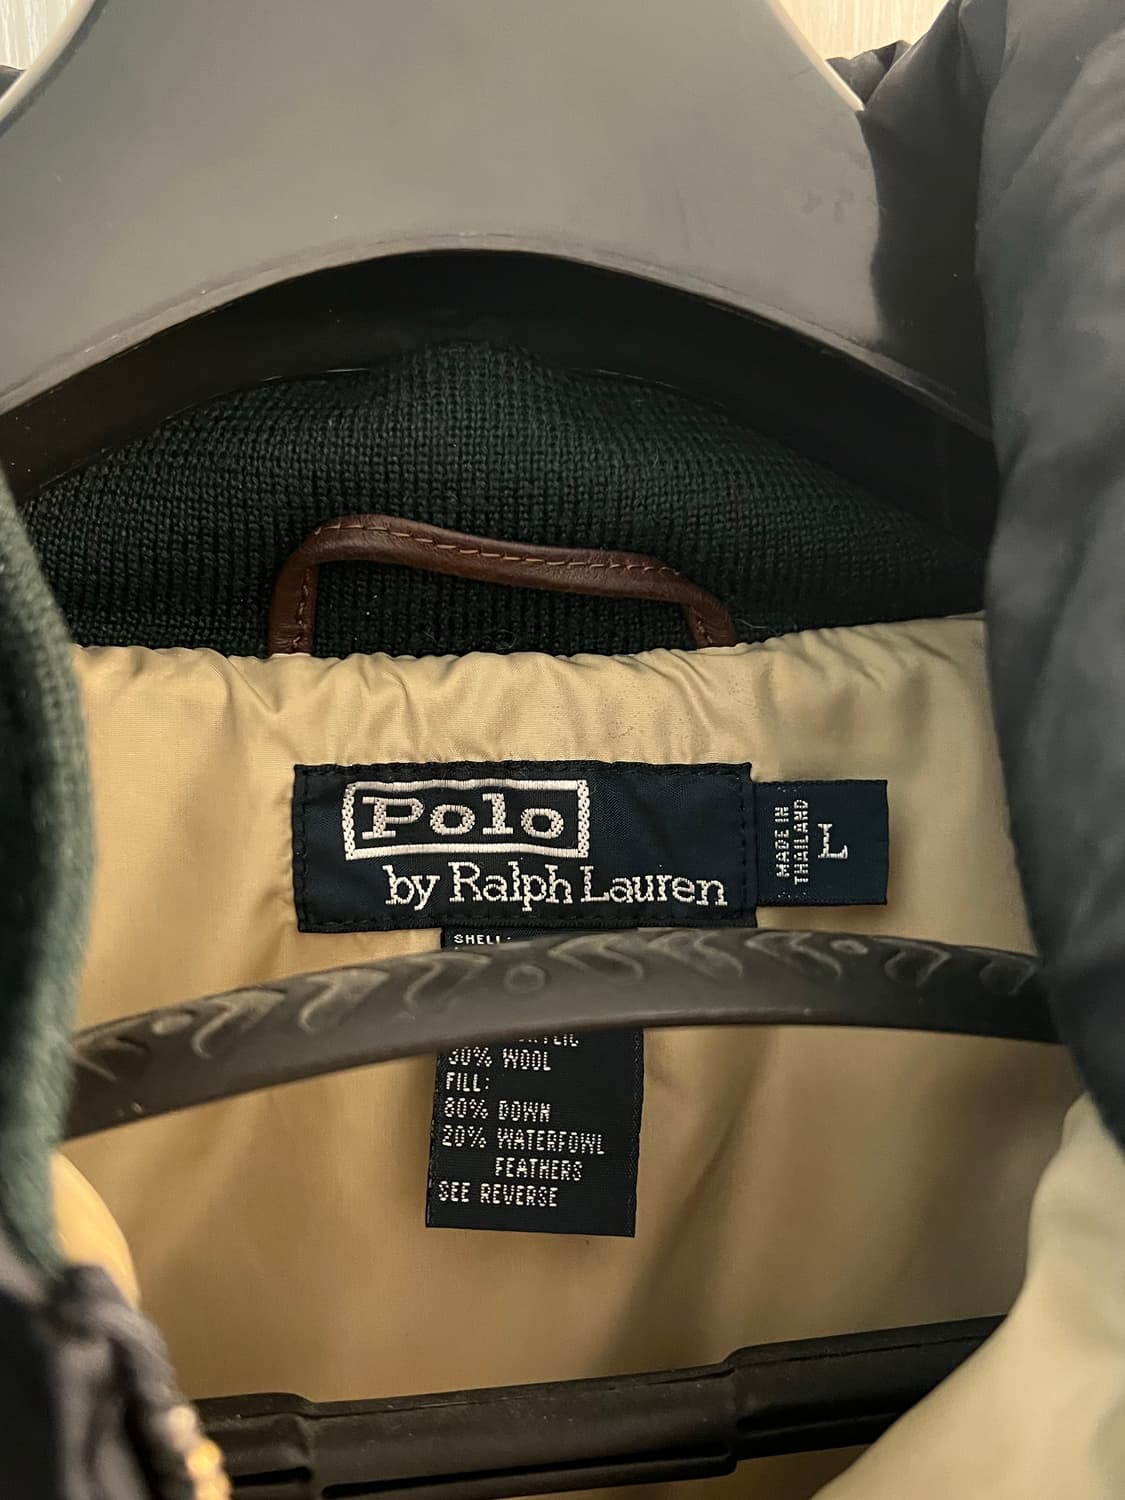 Polo
by Ralph Lauren
MADE IN
THAILAND
L
SHELL:
30% WOOL
FILL:
80% DOWN
20% WATERFOWL
FEATHERS
SEE REVERSE